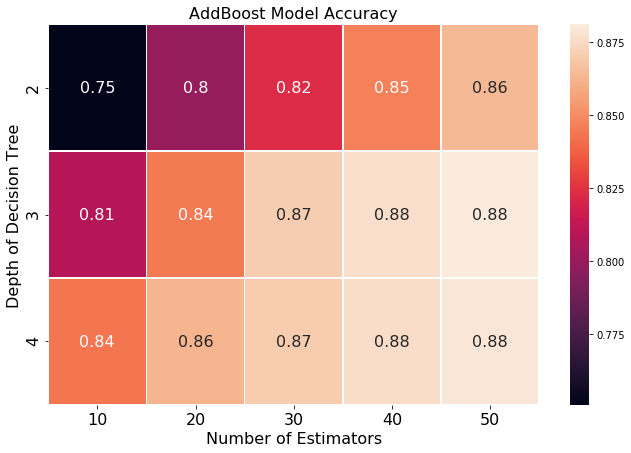 AddBoost Model Accuracy
Depth of Decision Tree
2
0.75 0.8 0.82 0.85 0.86
3
0.81 0.84 0.87 0.88 0.88
4
0.84 0.86 0.87 0.88 0.88
10 20 30 40 50
Number of Estimators
0.875
0.850
0.825
0.800
0.775